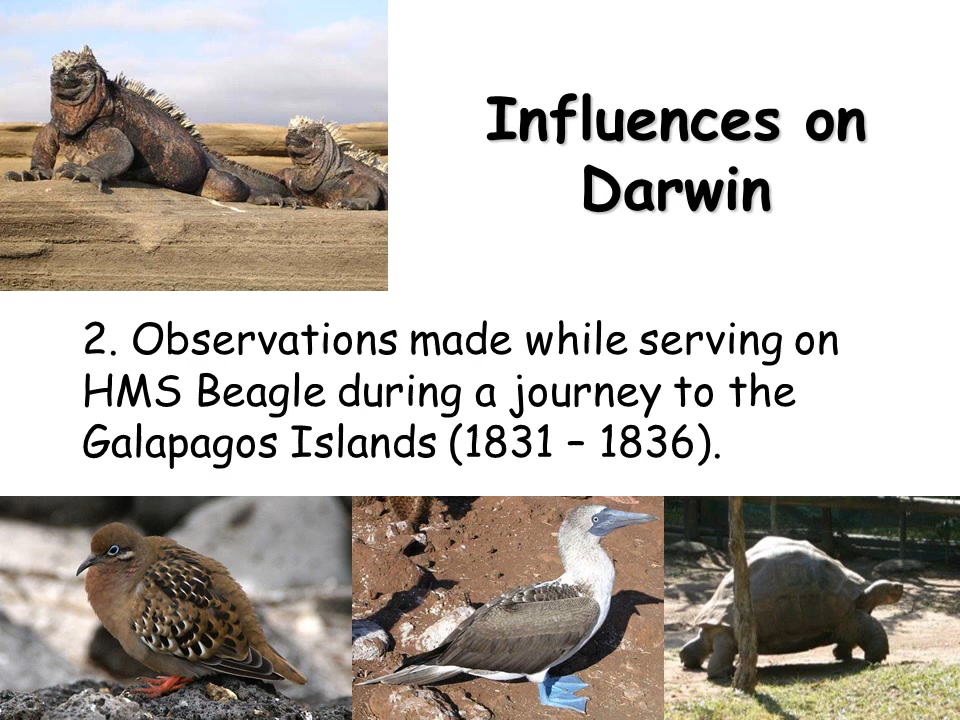 Influences on
Darwin
2. Observations made while serving on
HMS Beagle during a journey to the
Galapagos Islands (1831 – 1836).